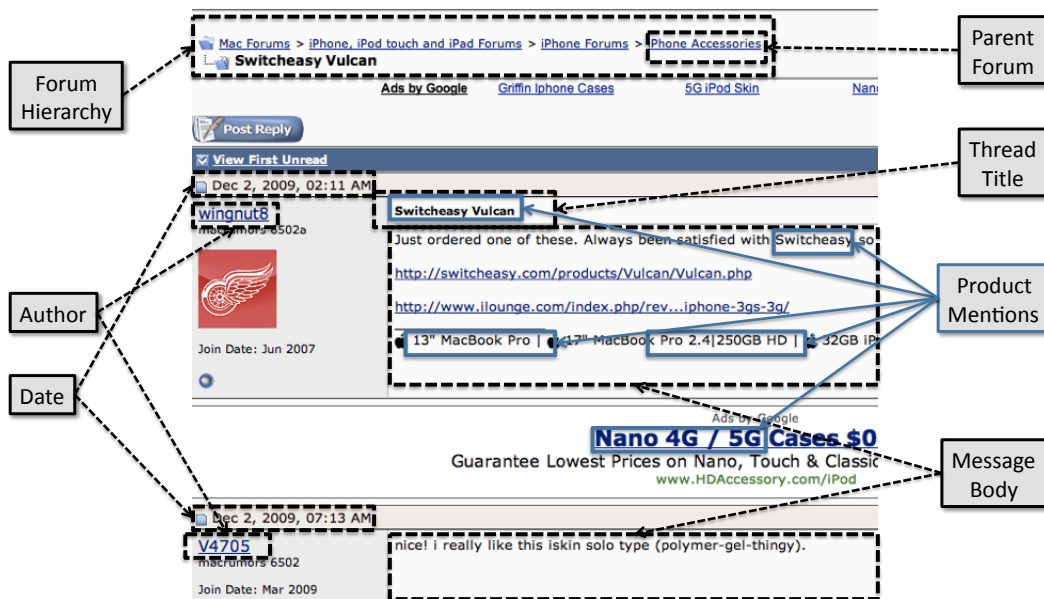 Mac Forums > iPhone, iPod touch and iPad Forums > iPhone Forums > Phone Accessories
Switcheasy Vulcan
Parent
Forum
Forum
Hierarchy
Ads by Google Griffin Iphone Cases 5G iPod Skin Nano
Post Reply
View First Unread
Thread
Title
Dec 2, 2009, 02:11 AM
wingnut8
macrumors 6502a
Switcheasy Vulcan
Just ordered one of these. Always been satisfied with Switcheasy so
http://switcheasy.com/products/Vulcan/Vulcan.php
http://www.ilounge.com/index.php/rev...iphone-3gs-3g/
Product
Mentions
Author
13" MacBook Pro | 17" MacBook Pro 2.4|250GB HD | 32GB iP
Join Date: Jun 2007
Date
Ads by Google
Nano 4G / 5G Cases $0
Guarantee Lowest Prices on Nano, Touch & Classic
www.HDAccessory.com/iPod
Message
Body
Dec 2, 2009, 07:13 AM
V4705
macrumors 6502
nice! i really like this iskin solo type (polymer-gel-thingy).
Join Date: Mar 2009